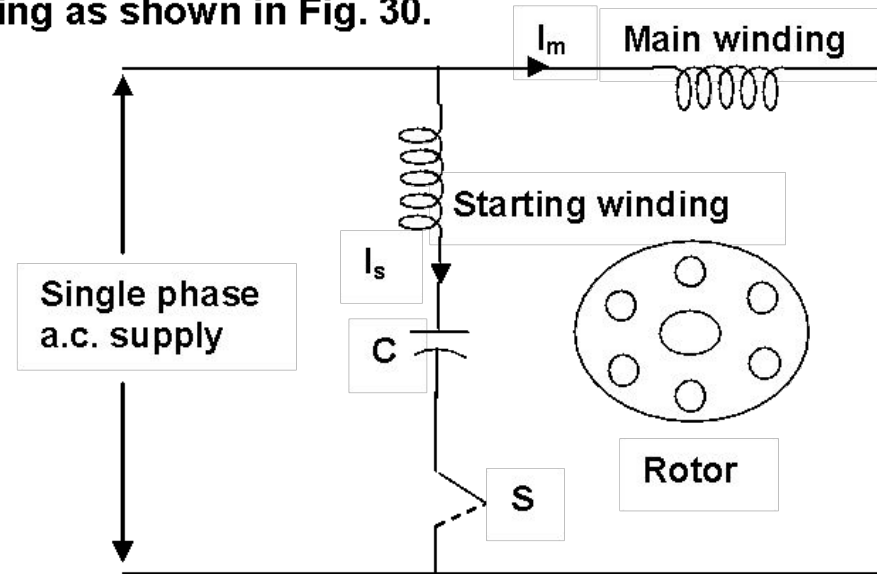 ing as shown in Fig. 30.
Im
Main winding
Starting winding
Is
Single phase
a.c. supply
C
Rotor
S